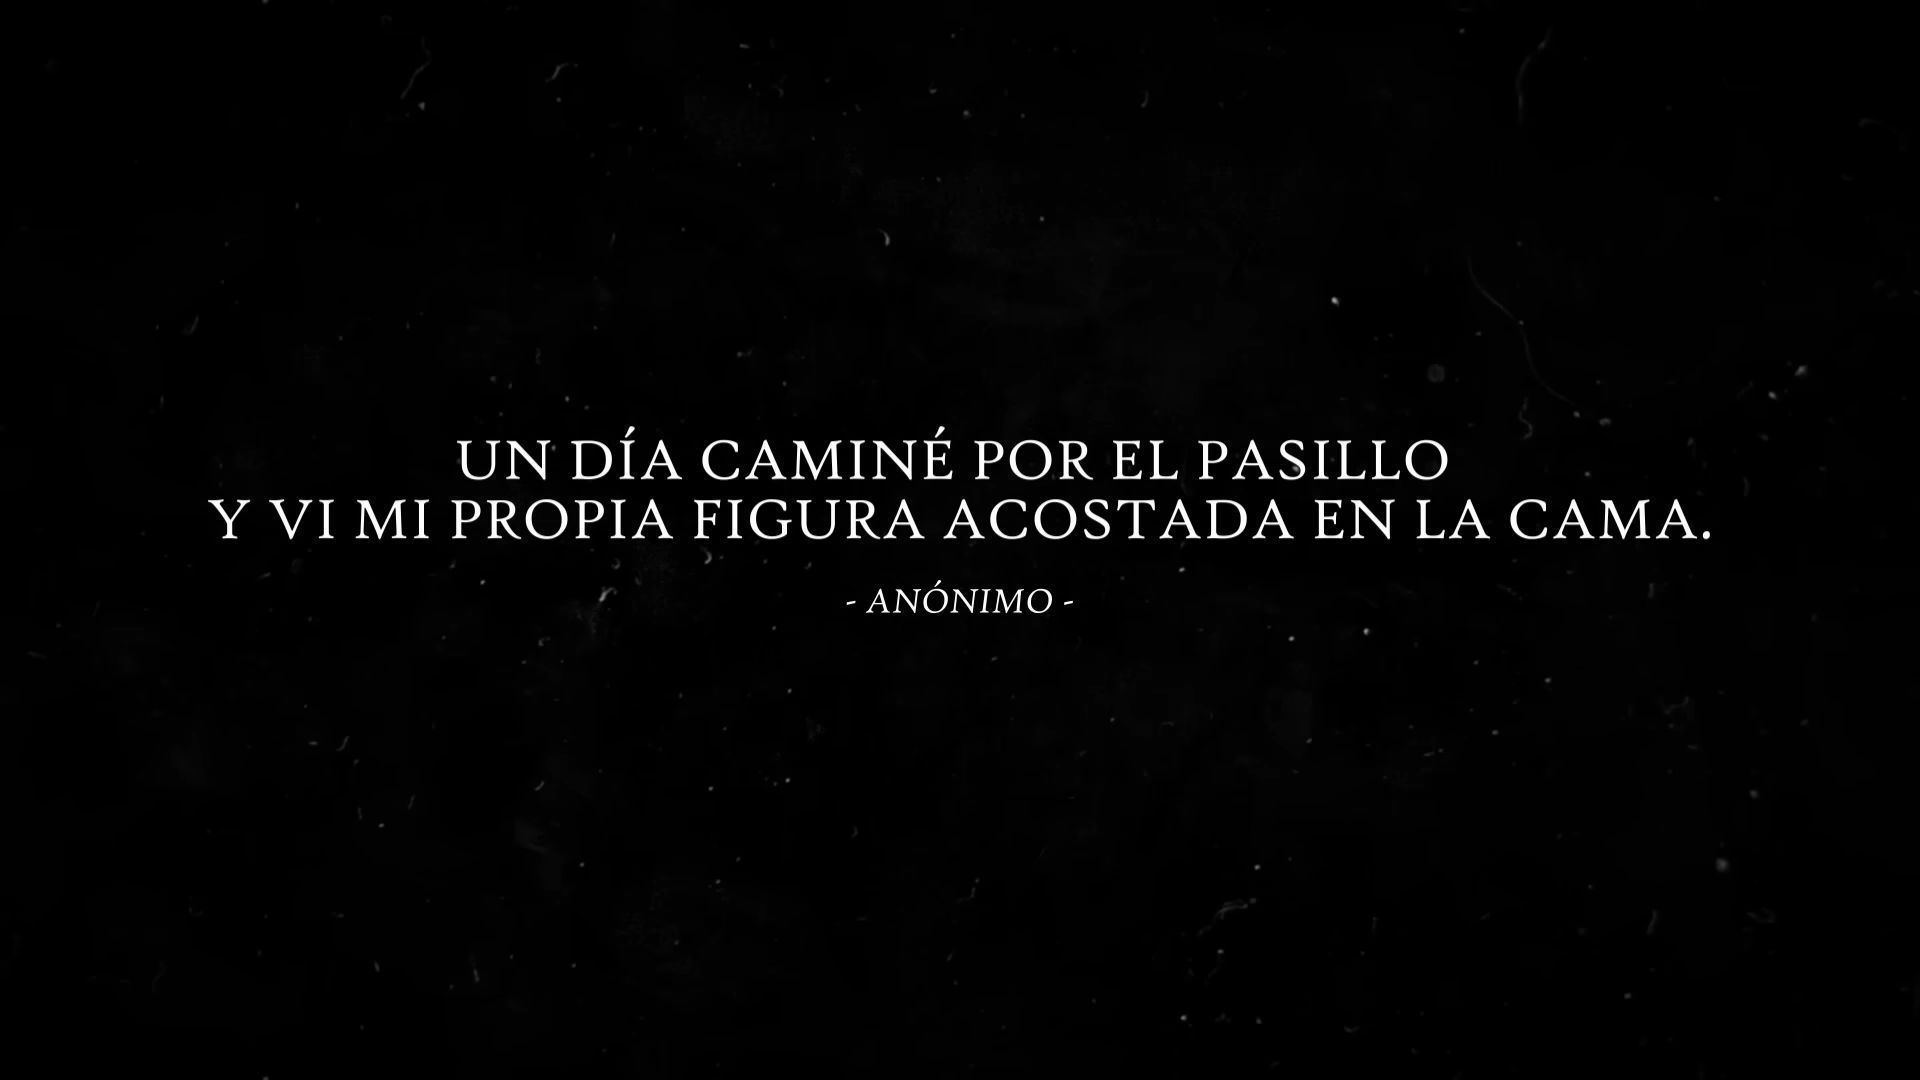 UN DÍA CAMINÉ POR EL PASILLO
Y VI MI PROPIA FIGURA ACOSTADA EN LA CAMA.
- ANÓNIMO -